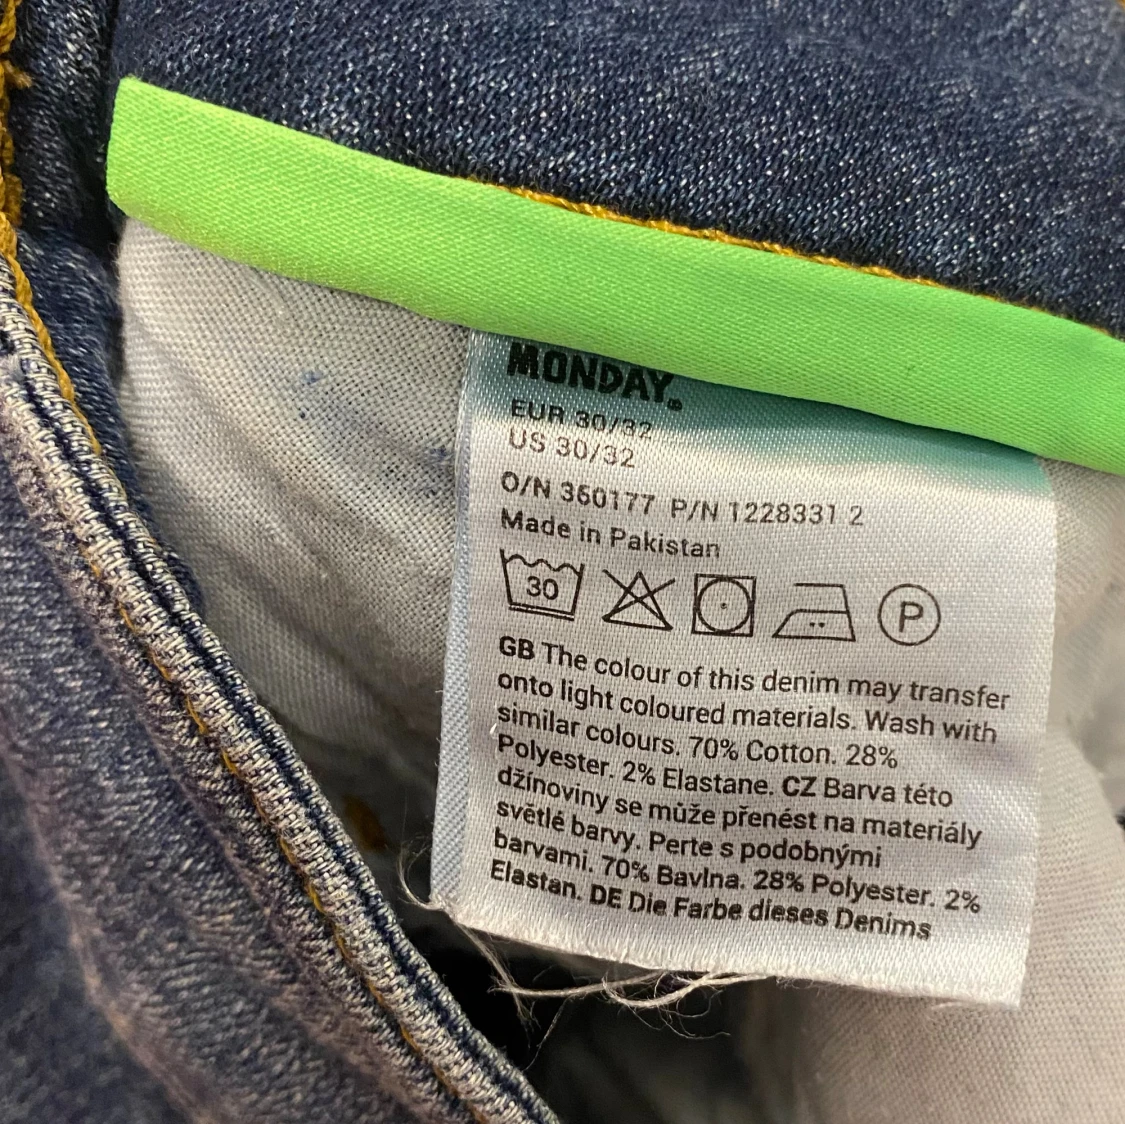 MONDAY®
EUR 30/32
US 30/32
O/N 360177 P/N 1228331 2
Made in Pakistan
30
P
GB The colour of this denim may transfer
onto light coloured materials. Wash with
similar colours. 70% Cotton. 28%
Polyester. 2% Elastane. CZ Barva této
džínoviny se může přenést na materiály
světlé barvy. Perte s podobnými
barvami. 70% Bavlna. 28% Polyester. 2%
Elastan. DE Die Farbe dieses Denims